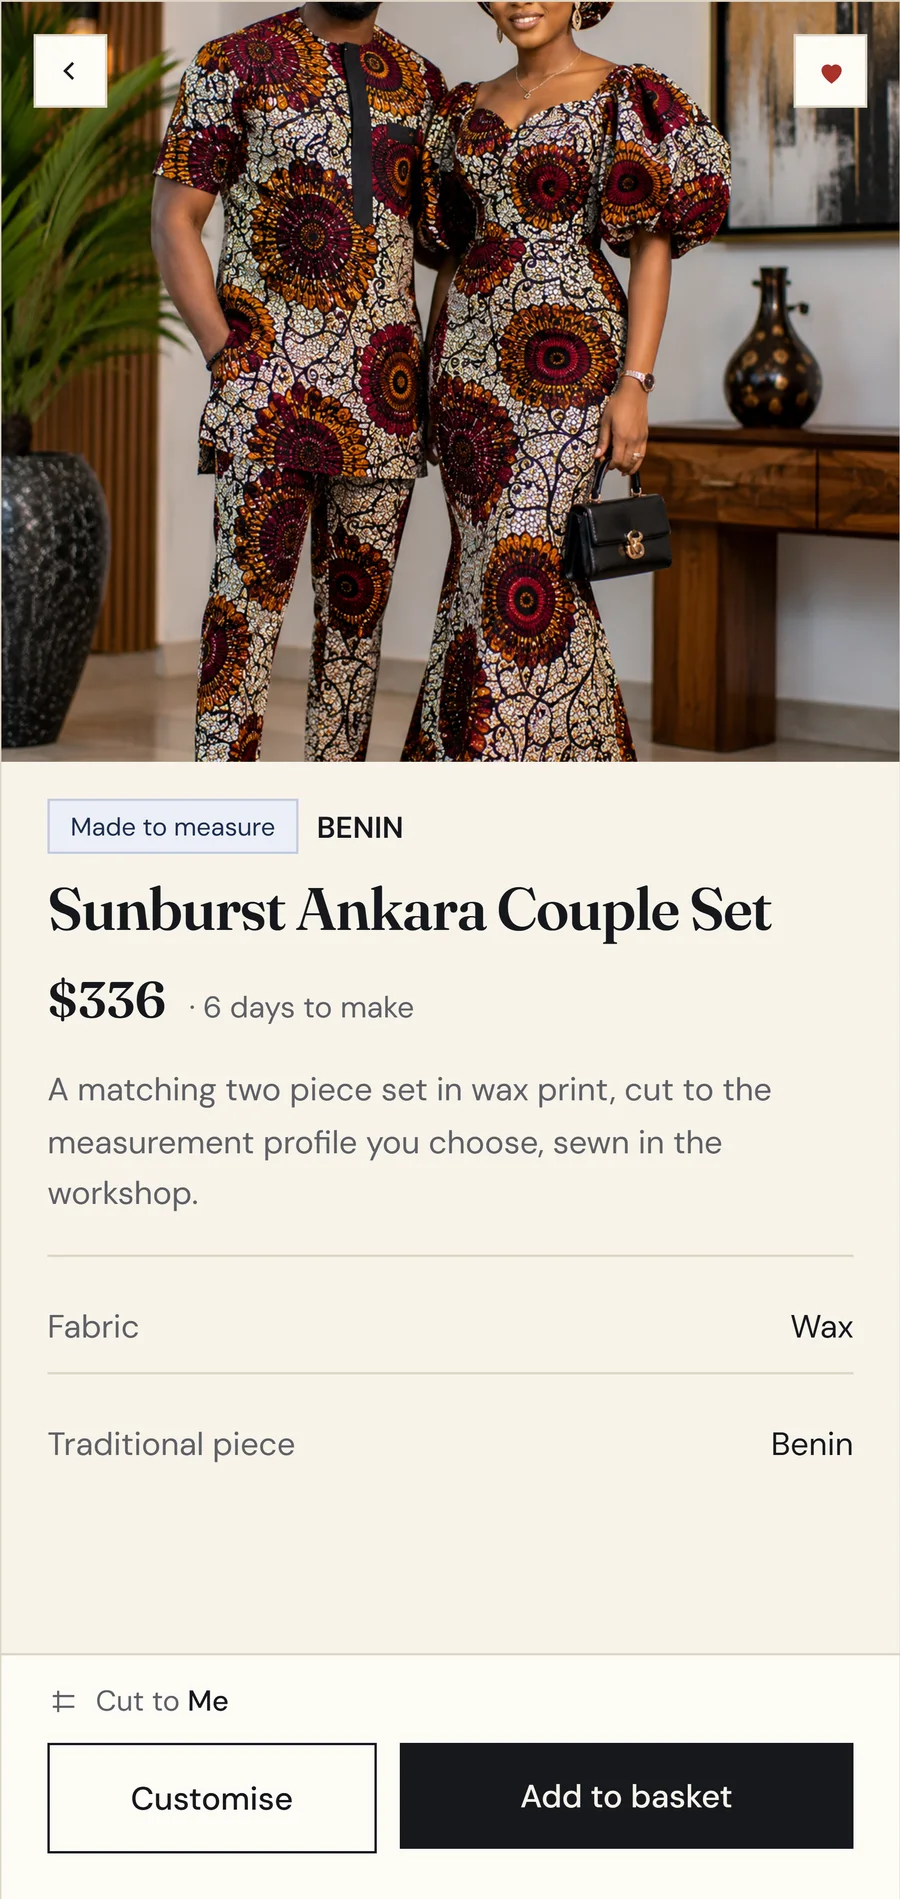 Made to measure BENIN
Sunburst Ankara Couple Set
$336 · 6 days to make
A matching two piece set in wax print, cut to the
measurement profile you choose, sewn in the
workshop.
Fabric Wax
Traditional piece Benin
Cut to Me
Customise Add to basket